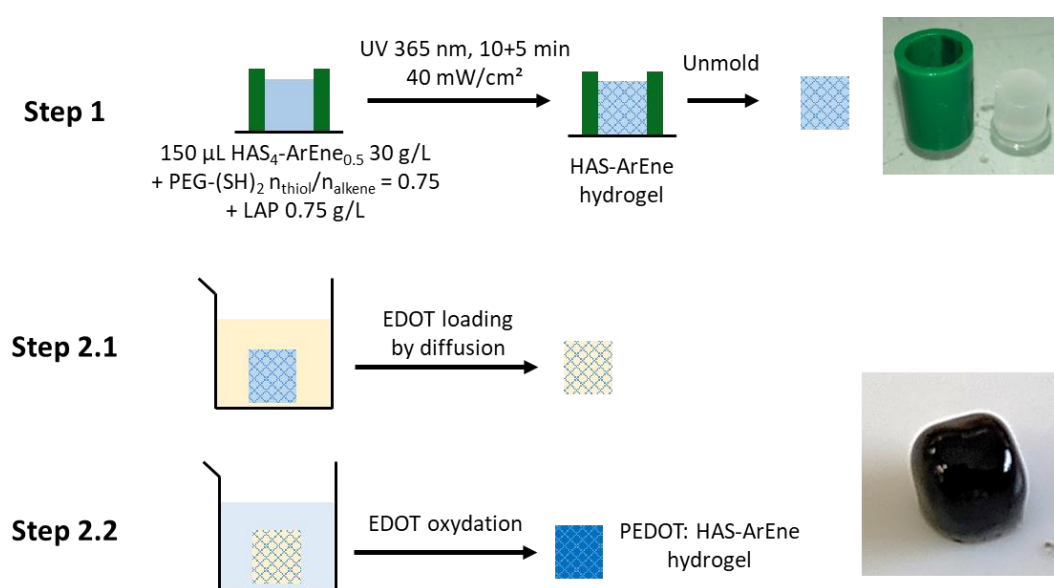 Step 1
UV 365 nm, 10+5 min
40 mW/cm²
Unmold
150 µL HAS₄-ArEne₀.₅ 30 g/L
+ PEG-(SH)₂ nₜₕᵢₒₗ/nₐₗₖₑₙₑ = 0.75
+ LAP 0.75 g/L
HAS-ArEne
hydrogel
Step 2.1
EDOT loading
by diffusion
Step 2.2
EDOT oxydation
PEDOT: HAS-ArEne
hydrogel